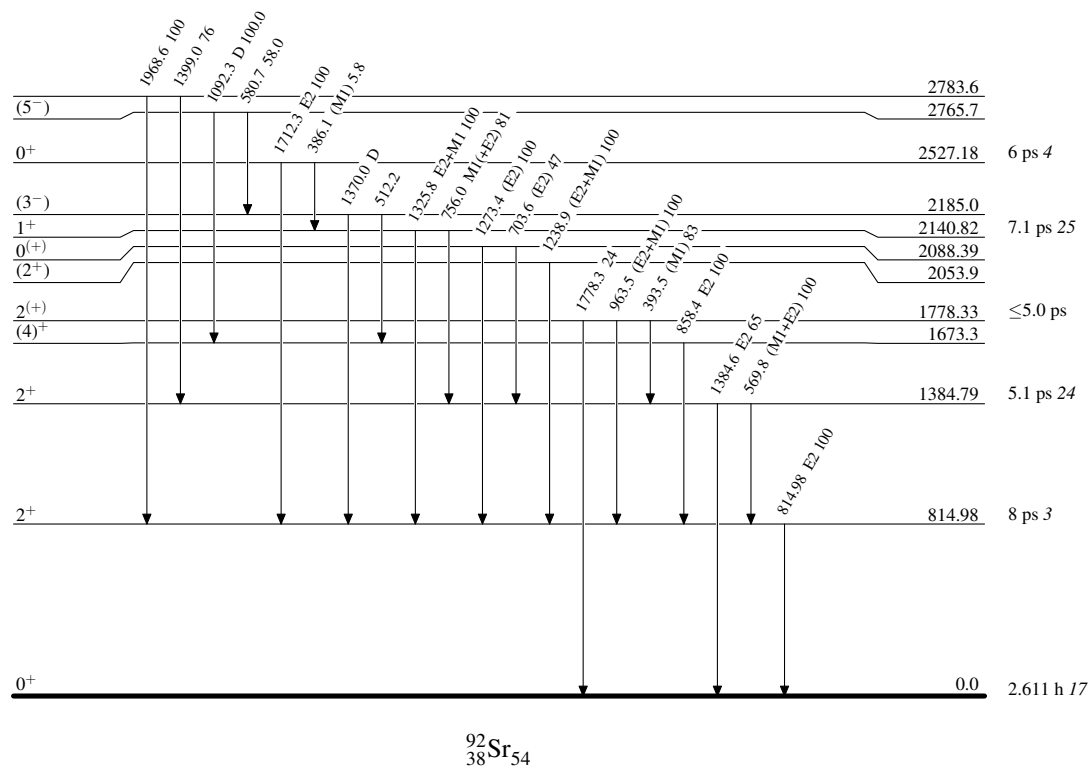 1968.6 100
1399.0 76
1092.3 D 100.0
580.7 58.0
1712.3 E2 100
386.1 (M1) 5.8
1370.0 D
512.2
1325.8 E2+M1 100
756.0 M1(+E2) 81
1273.4 (E2) 100
703.6 (E2) 47
1238.9 (E2+M1) 100
1778.3 24
963.5 (E2+M1) 100
393.5 (M1) 83
858.4 E2 100
1384.6 E2 65
569.8 (M1+E2) 100
814.98 E2 100
2783.6
(5⁻) 2765.7
0⁺ 2527.18 6 ps 4
(3⁻) 2185.0
1⁺ 2140.82 7.1 ps 25
0⁽⁺⁾ 2088.39
(2⁺) 2053.9
2⁽⁺⁾ 1778.33 ≤5.0 ps
(4)⁺ 1673.3
2⁺ 1384.79 5.1 ps 24
2⁺ 814.98 8 ps 3
0⁺ 0.0 2.611 h 17
⁹²₃₈Sr₅₄